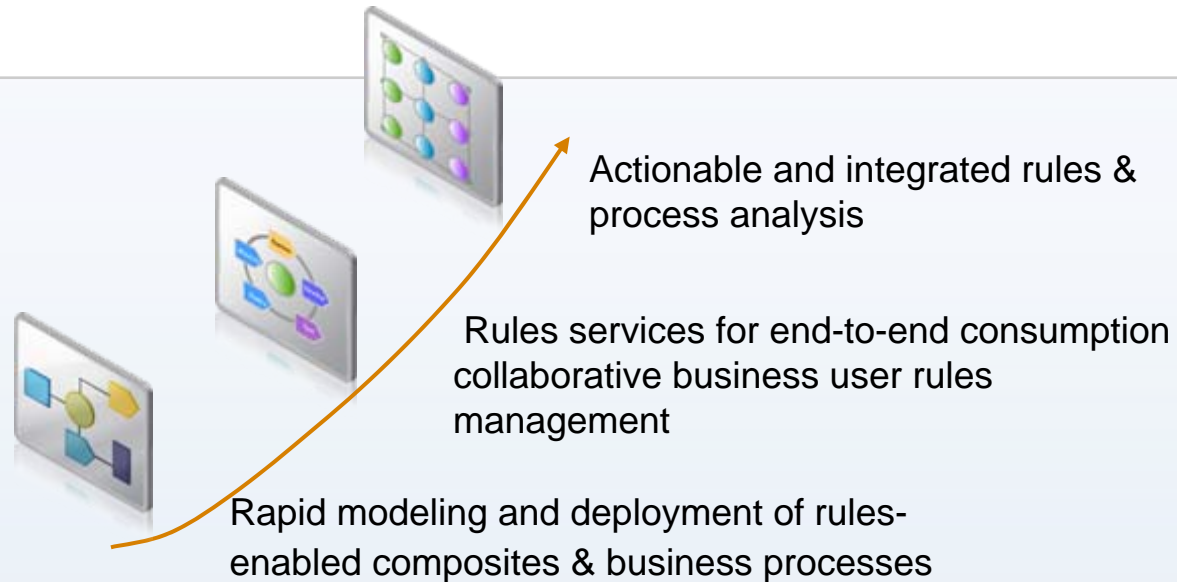 Actionable and integrated rules &
process analysis
Rules services for end-to-end consumption
collaborative business user rules
management
Rapid modeling and deployment of rules-
enabled composites & business processes